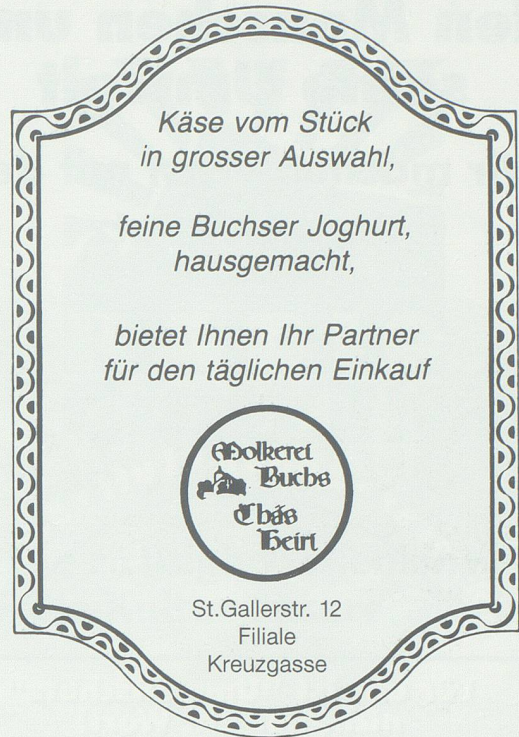 Käse vom Stück
in grosser Auswahl,
feine Buchser Joghurt,
hausgemacht,
bietet Ihnen Ihr Partner
für den täglichen Einkauf
Molkerei
Buchs
Chäs
Heiri
St.Gallerstr. 12
Filiale
Kreuzgasse